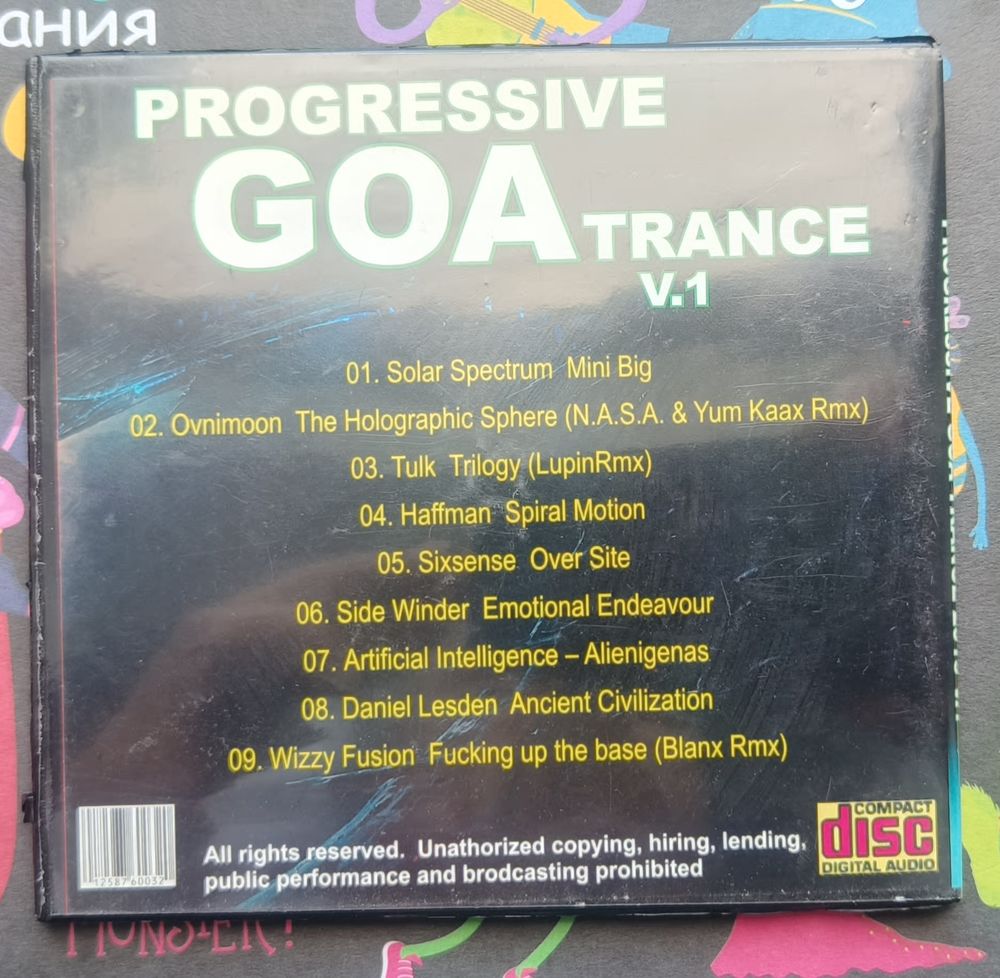 ания
PROGRESSIVE
GOA TRANCE
V.1
01. Solar Spectrum Mini Big
02. Ovnimoon The Holographic Sphere (N.A.S.A. & Yum Kaax Rmx)
03. Tulk Trilogy (LupinRmx)
04. Haffman Spiral Motion
05. Sixsense Over Site
06. Side Winder Emotional Endeavour
07. Artificial Intelligence – Alienigenas
08. Daniel Lesden Ancient Civilization
09. Wizzy Fusion Fucking up the base (Blanx Rmx)
12587 60032
All rights reserved. Unathorized copying, hiring, lending,
public performance and brodcasting prohibited
COMPACT
disc
DIGITAL AUDIO
MONSTER!